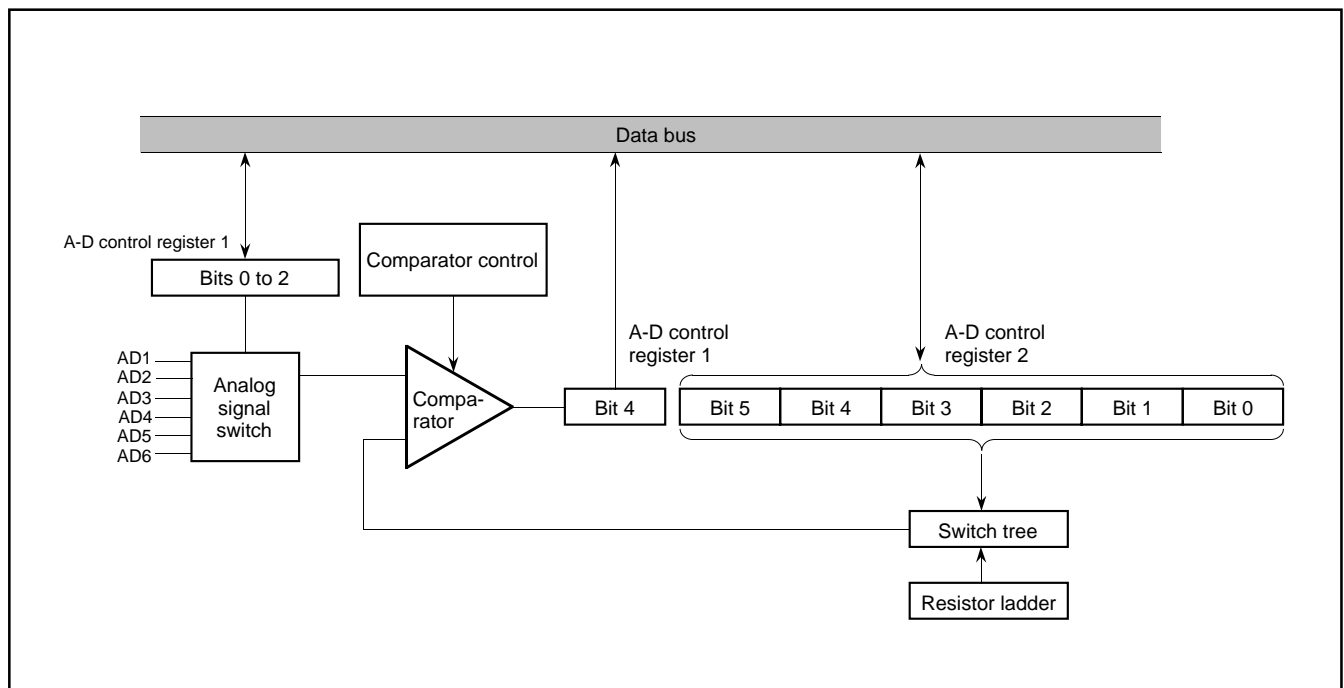 Data bus
A-D control register 1
Bits 0 to 2
Comparator control
A-D control
register 1
A-D control
register 2
AD1
AD2
AD3
AD4
AD5
AD6
Analog
signal
switch
Compa-
rator
Bit 4
Bit 5
Bit 4
Bit 3
Bit 2
Bit 1
Bit 0
Switch tree
Resistor ladder